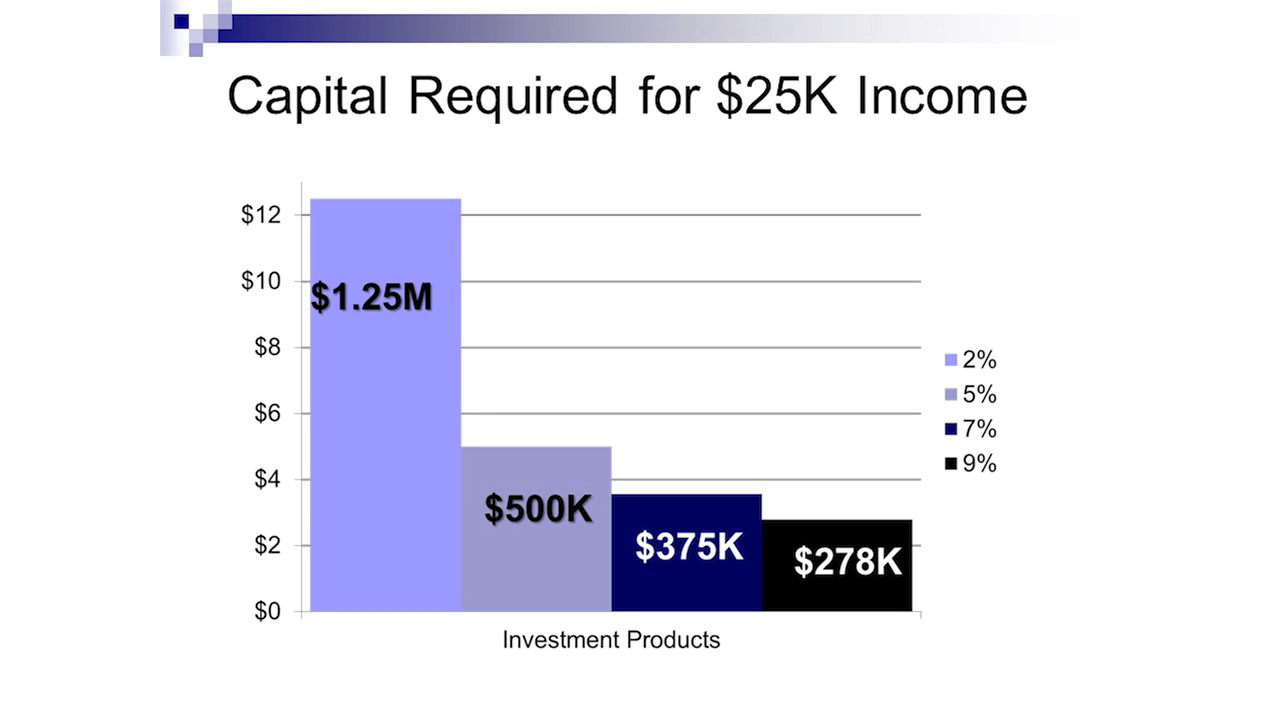 Capital Required for $25K Income
$12
$10
$8
$6
$4
$2
$0
$1.25M
$500K
$375K
$278K
Investment Products
2%
5%
7%
9%